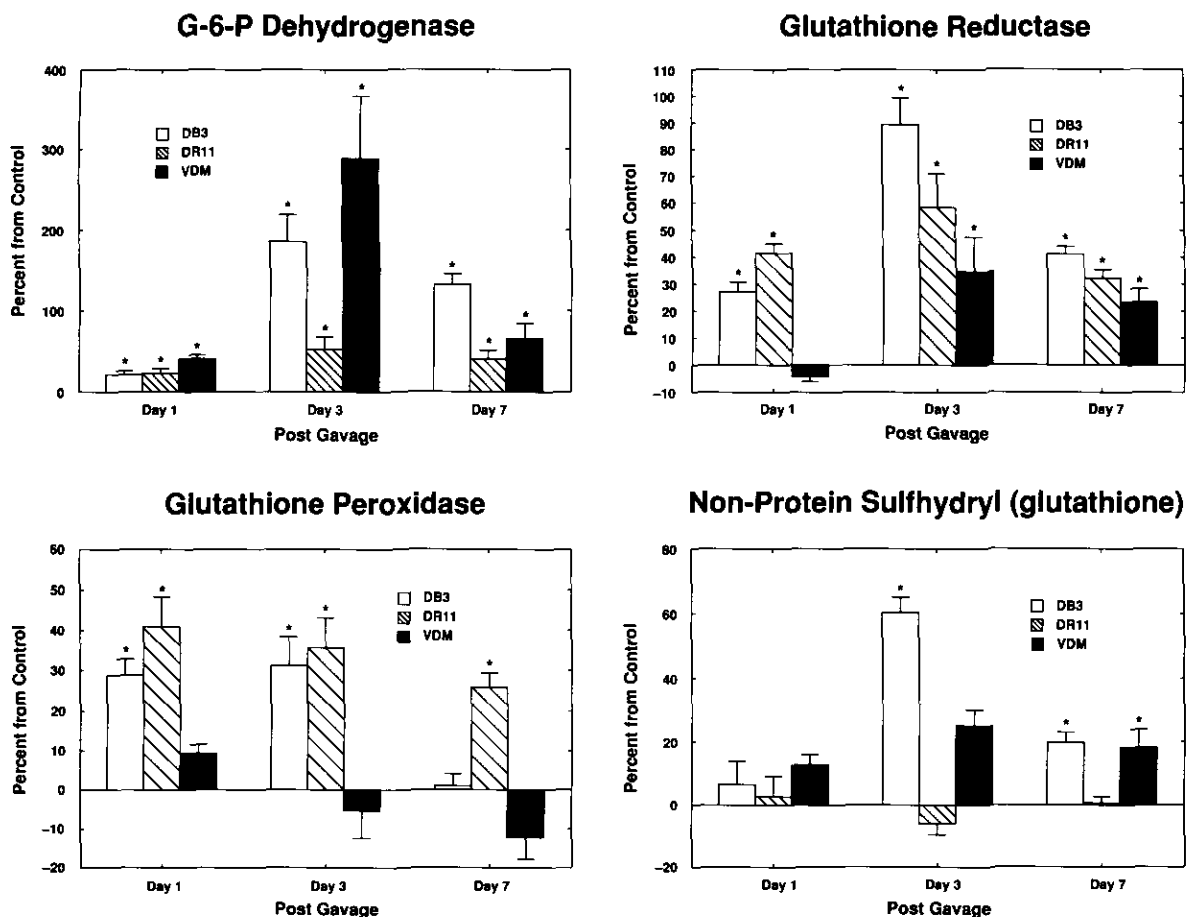 G-6-P Dehydrogenase
400
300
200
100
0
Percent from Control
DB3
DR11
VDM
* * * * * * * * *
Day 1 Day 3 Day 7
Post Gavage
Glutathione Reductase
110
100
90
80
70
60
50
40
30
20
10
0
−10
Percent from Control
DB3
DR11
VDM
* * * * * * * *
Day 1 Day 3 Day 7
Post Gavage
Glutathione Peroxidase
60
50
40
30
20
10
0
−10
−20
Percent from Control
DB3
DR11
VDM
* * * * *
Day 1 Day 3 Day 7
Post Gavage
Non-Protein Sulfhydryl (glutathione)
80
60
40
20
0
−20
Percent from Control
DB3
DR11
VDM
* * *
Day 1 Day 3 Day 7
Post Gavage